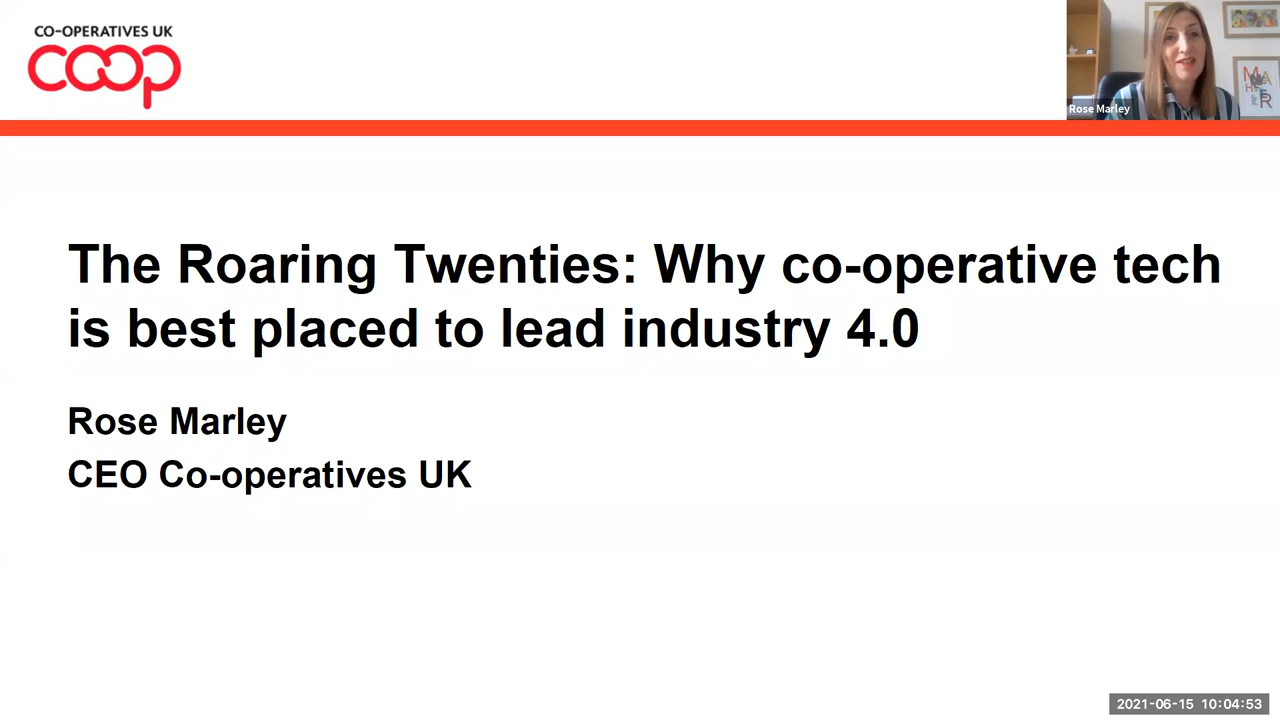 CO-OPERATIVES UK
coop
Rose Marley
The Roaring Twenties: Why co-operative tech
is best placed to lead industry 4.0
Rose Marley
CEO Co-operatives UK
2021-06-15 10:04:53